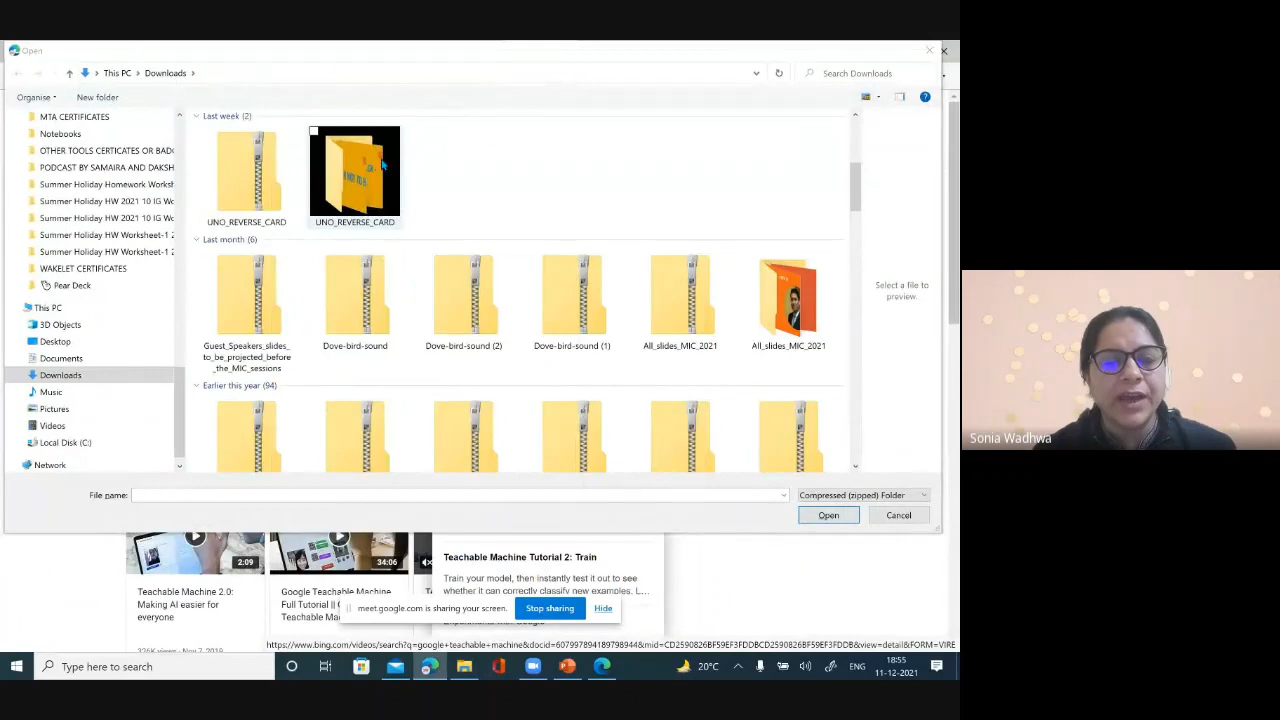 Open
This PC
Downloads
Search Downloads
Organise
New folder
MTA CERTIFICATES
Notebooks
OTHER TOOLS CERTICATES OR BADG
PODCAST BY SAMAIRA AND DAKSH
Summer Holiday Homework Worksh
Summer Holiday HW 2021 10 IG Wc
Summer Holiday HW 2021 10 IG Wc
Summer Holiday HW Worksheet-1 2
Summer Holiday HW Worksheet-1 2
WAKELET CERTIFICATES
Pear Deck
This PC
3D Objects
Desktop
Documents
Downloads
Music
Pictures
Videos
Local Disk (C:)
Network
Last week (2)
UNO_REVERSE_CARD
UNO_REVERSE_CARD
Last month (6)
Guest_Speakers_slides_
to_be_projected_before
_the_MIC_sessions
Dove-bird-sound
Dove-bird-sound (2)
Dove-bird-sound (1)
All_slides_MIC_2021
All_slides_MIC_2021
Earlier this year (94)
Select a file to
preview.
File name:
Compressed (zipped) Folder
Open
Cancel
2:09
34:06
Teachable Machine 2.0:
Making AI easier for
everyone
Google Teachable Machine
Full Tutorial ||
Teachable Machine Tutorial 2: Train
Train your model, then instantly test it out to see
whether it can correctly classify new examples. L...
meet.google.com is sharing your screen.
Stop sharing
Hide
https://www.bing.com/videos/search?q=google+teachable+machine&docid=607997894189798944&mid=CD2590826BF59EF3FDDBCD2590826BF59EF3FDDB&view=detail&FORM=VIRE
Type here to search
20°C
ENG
18:55
11-12-2021
Sonia Wadhwa